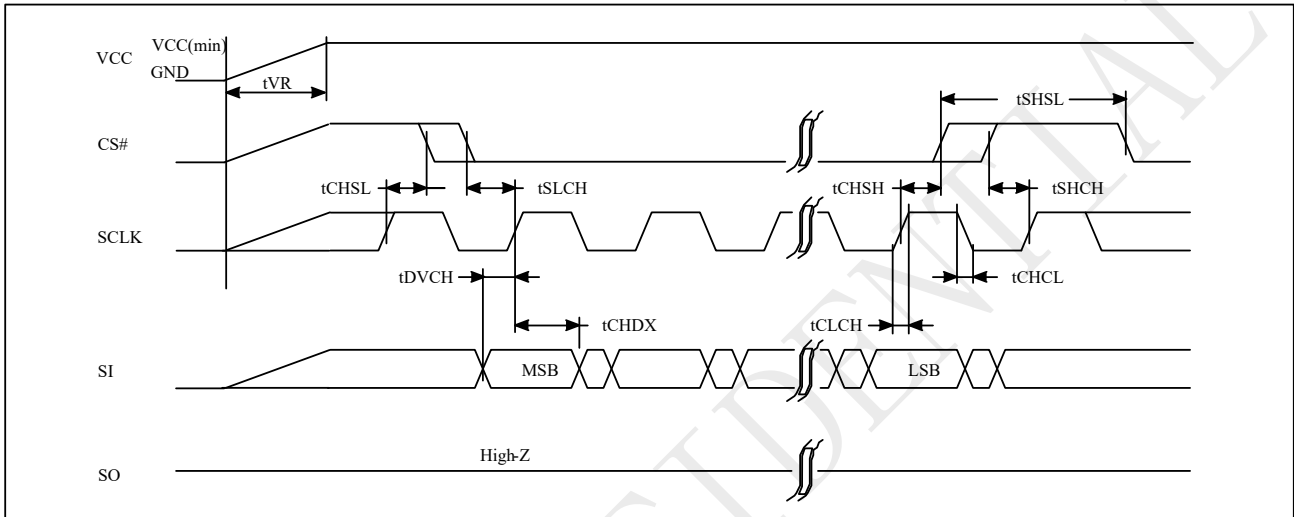 VCC(min)
VCC
GND
tVR
tSHSL
CS#
tCHSL
tSLCH
tCHSH
tSHCH
SCLK
tDVCH
tCHCL
tCHDX
tCLCH
SI
MSB
LSB
High-Z
SO